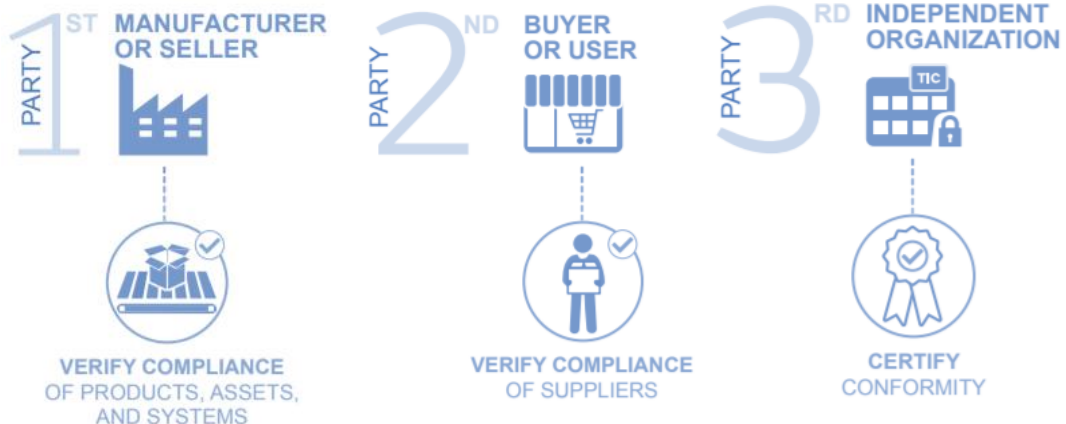 PARTY
1ST
MANUFACTURER
OR SELLER
VERIFY COMPLIANCE
OF PRODUCTS, ASSETS,
AND SYSTEMS
PARTY
2ND
BUYER
OR USER
VERIFY COMPLIANCE
OF SUPPLIERS
PARTY
3RD
INDEPENDENT
ORGANIZATION
TIC
CERTIFY
CONFORMITY